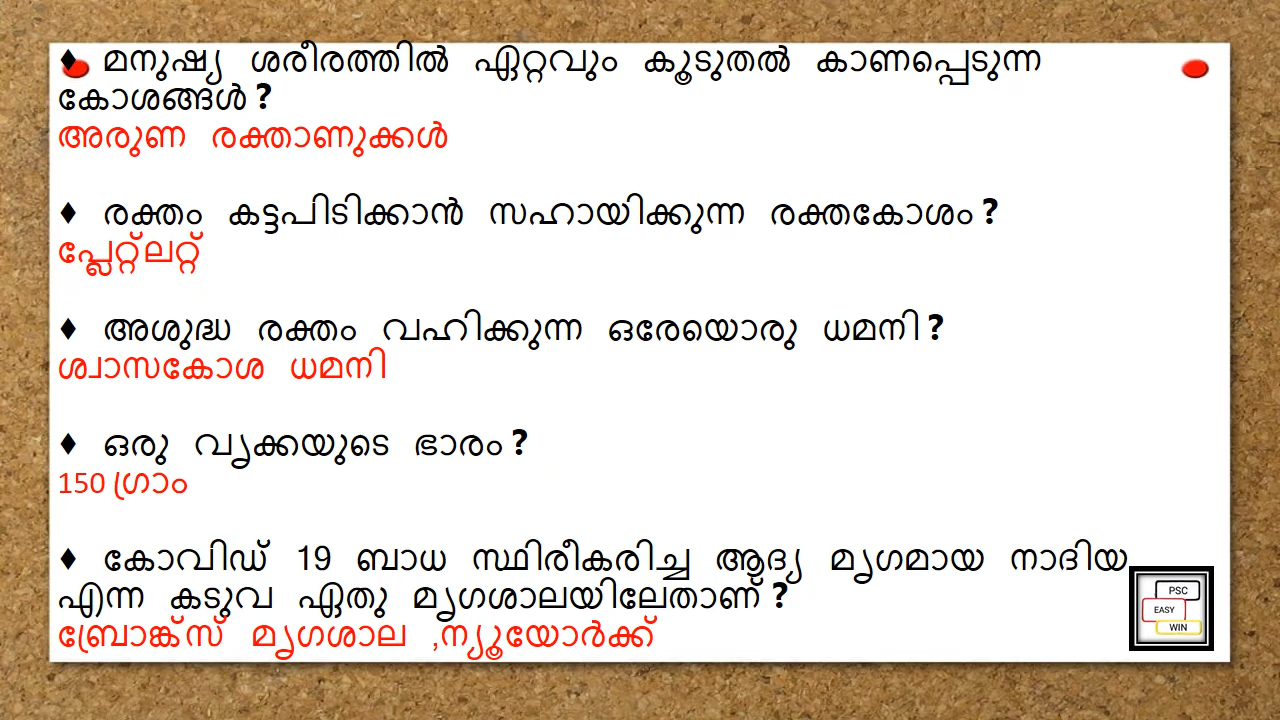 ♦ മനുഷ്യ ശരീരത്തിൽ ഏറ്റവും കൂടുതൽ കാണപ്പെടുന്ന
കോശങ്ങൾ ?
അരുണ രക്താണുക്കൾ
♦ രക്തം കട്ടപിടിക്കാൻ സഹായിക്കുന്ന രക്തകോശം ?
പ്ലേറ്റ്ലറ്റ്
♦ അശുദ്ധ രക്തം വഹിക്കുന്ന ഒരേയൊരു ധമനി ?
ശ്വാസകോശ ധമനി
♦ ഒരു വൃക്കയുടെ ഭാരം ?
150 ഗ്രാം
♦ കോവിഡ് 19 ബാധ സ്ഥിരീകരിച്ച ആദ്യ മൃഗമായ നാദിയ
എന്ന കടുവ ഏതു മൃഗശാലയിലേതാണ് ?
ബ്രോങ്ക്സ് മൃഗശാല ,ന്യൂയോർക്ക്
PSC
EASY
WIN